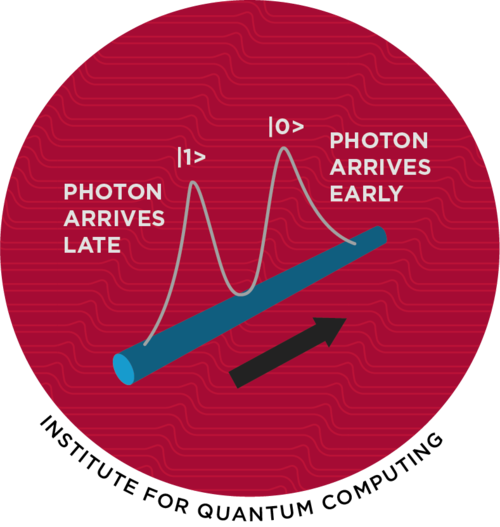 |0>
|1>
PHOTON
ARRIVES
EARLY
PHOTON
ARRIVES
LATE
INSTITUTE FOR QUANTUM COMPUTING